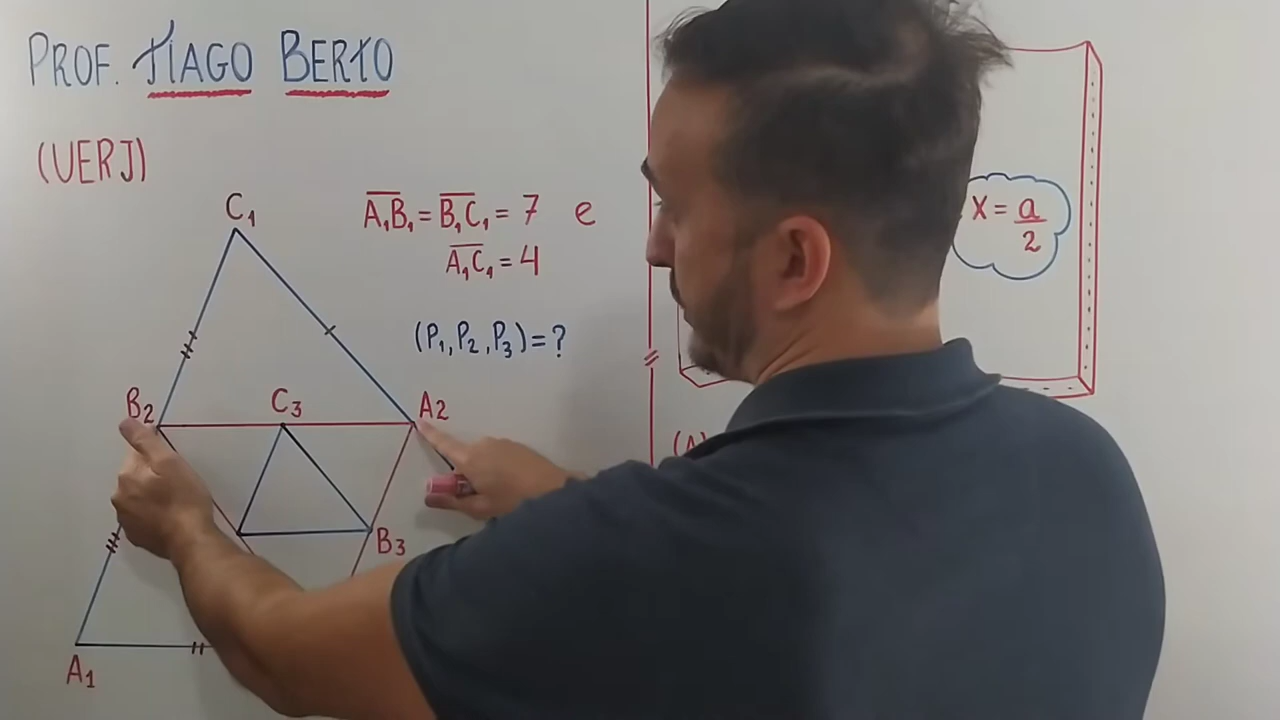 PROF. TIAGO BERTO
(UERJ)
C₁
A₁B₁ = B₁C₁ = 7 e
A₁C₁ = 4
(P₁, P₂, P₃) = ?
X = a/2
B₂
C₃
A₂
(A)
B₃
A₁